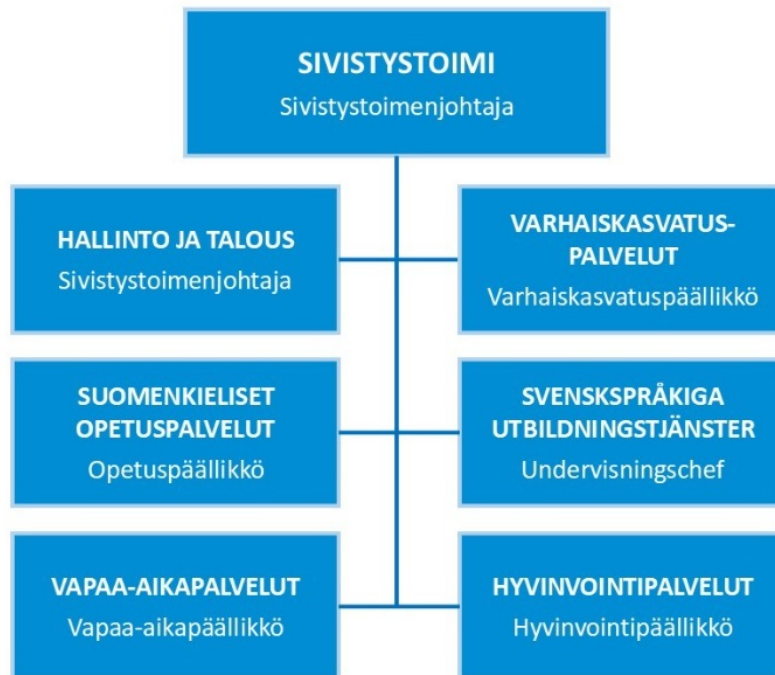 SIVISTYSTOIMI
Sivistystoimenjohtaja
HALLINTO JA TALOUS
Sivistystoimenjohtaja
VARHAISKASVATUS-
PALVELUT
Varhaiskasvatuspäällikkö
SUOMENKIELISET
OPETUSPALVELUT
Opetuspäällikkö
SVENSKSPRÅKIGA
UTBILDNINGSTJÄNSTER
Undervisningschef
VAPAA-AIKAPALVELUT
Vapaa-aikapäällikkö
HYVINVOINTIPALVELUT
Hyvinvointipäällikkö